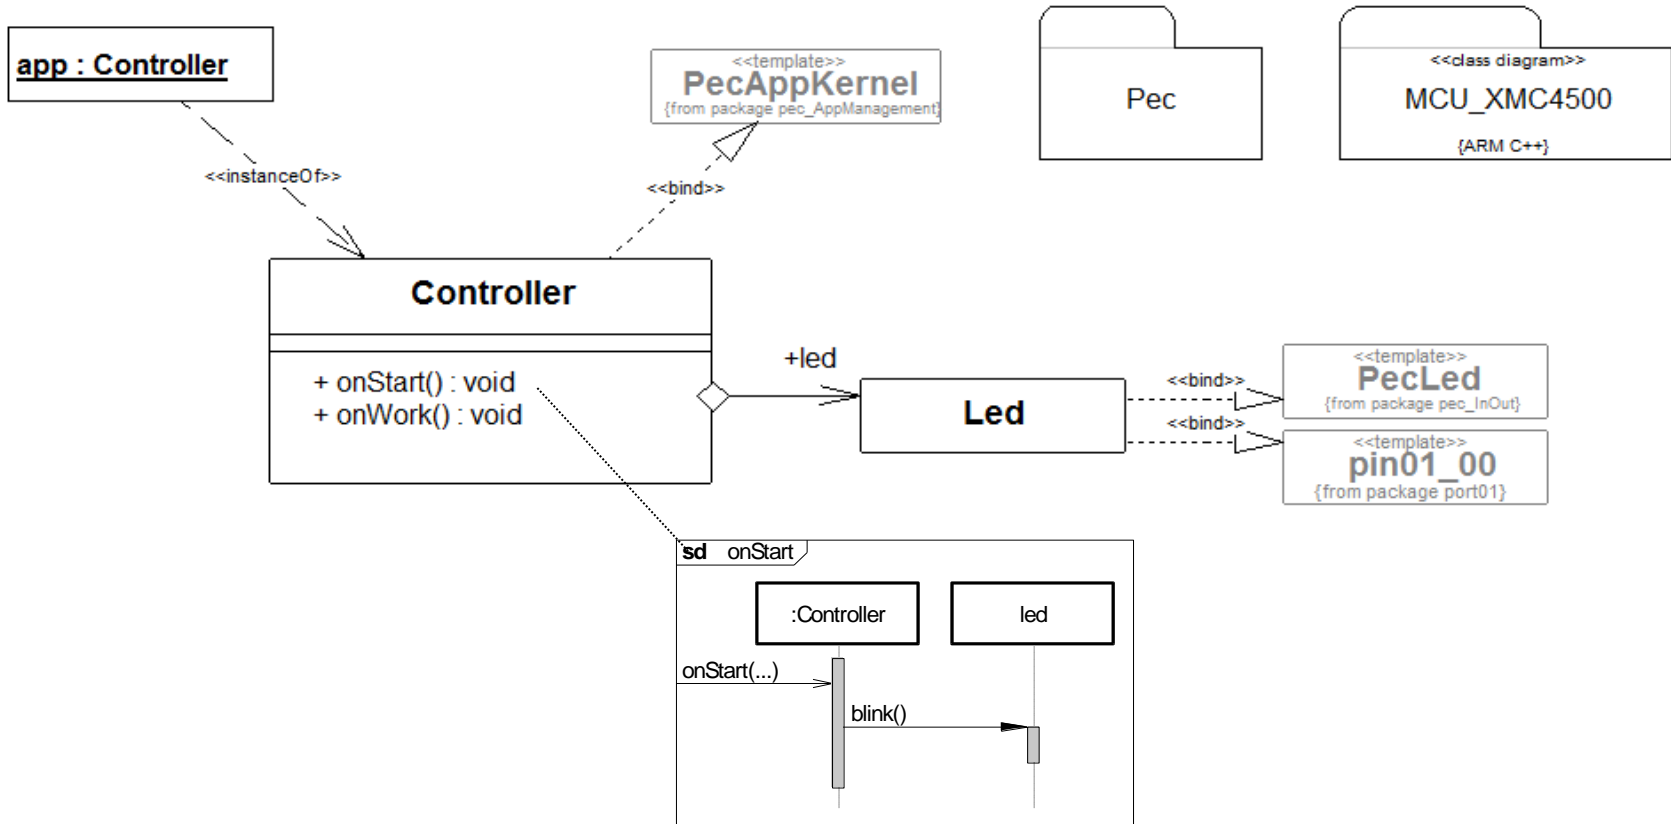 app : Controller
<<instanceOf>>
<<template>>
PecAppKernel
{from package pec_AppManagement}
<<bind>>
Pec
<<class diagram>>
MCU_XMC4500
{ARM C++}
Controller
+ onStart() : void
+ onWork() : void
+led
Led
<<bind>>
<<template>>
PecLed
{from package pec_InOut}
<<bind>>
<<template>>
pin01_00
{from package port01}
sd onStart
:Controller
led
onStart(...)
blink()